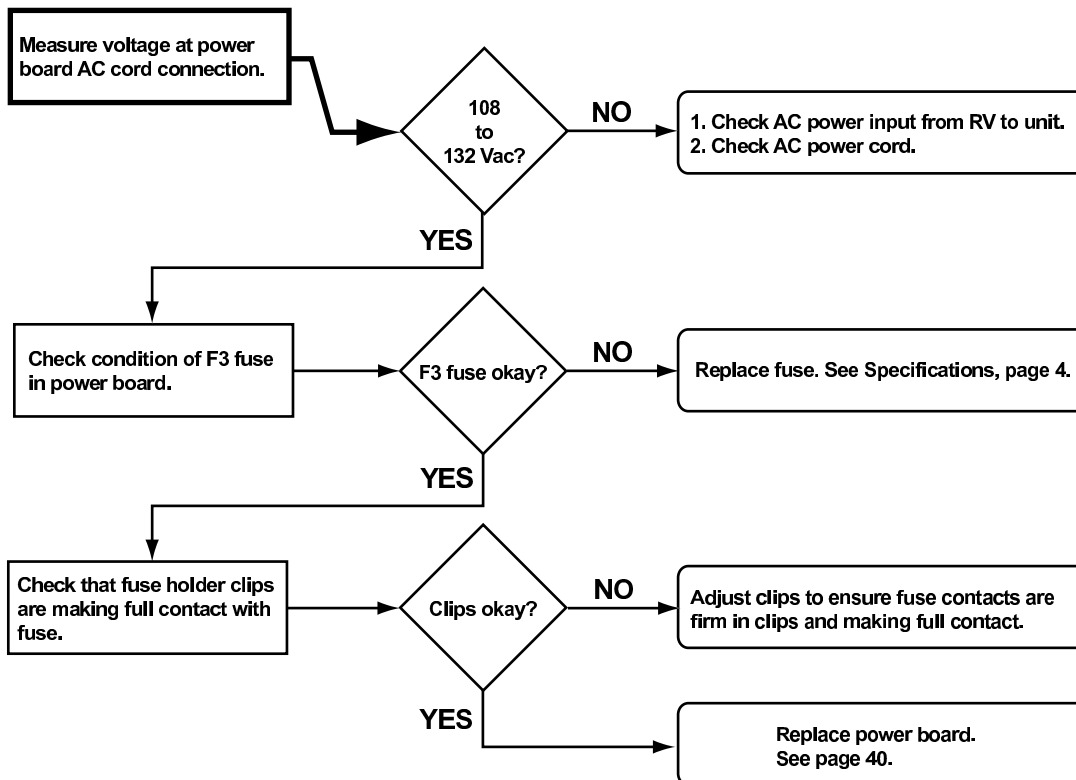 Measure voltage at power
board AC cord connection.
108
to
132 Vac?
NO
1. Check AC power input from RV to unit.
2. Check AC power cord.
YES
Check condition of F3 fuse
in power board.
F3 fuse okay?
NO
Replace fuse. See Specifications, page 4.
YES
Check that fuse holder clips
are making full contact with
fuse.
Clips okay?
NO
Adjust clips to ensure fuse contacts are
firm in clips and making full contact.
YES
Replace power board.
See page 40.